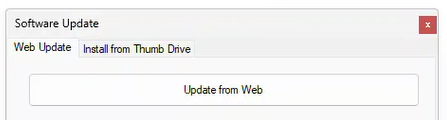 Software Update
x
Web Update Install from Thumb Drive
Update from Web